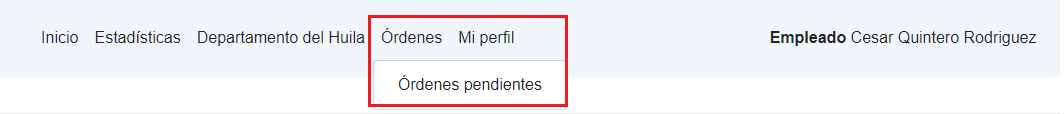 Inicio Estadísticas Departamento del Huila Órdenes Mi perfil Empleado Cesar Quintero Rodriguez
Órdenes pendientes